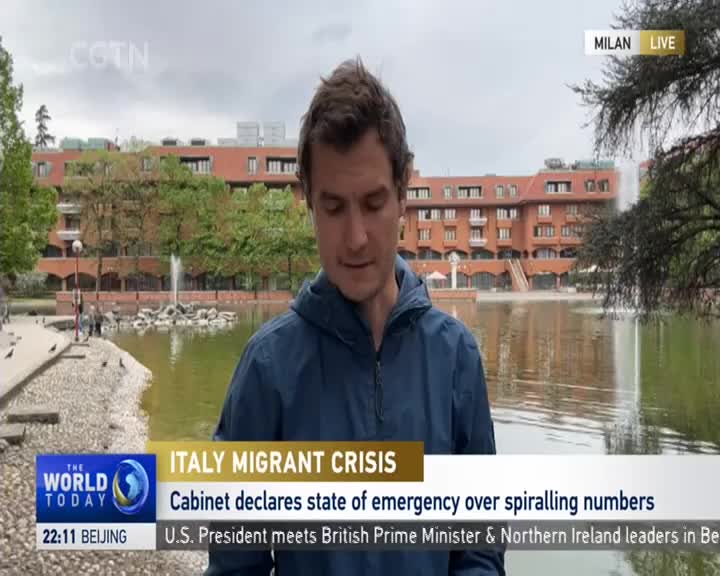 CGTN
MILAN LIVE
ITALY MIGRANT CRISIS
Cabinet declares state of emergency over spiralling numbers
THE WORLD TODAY
22:11 BEIJING
U.S. President meets British Prime Minister & Northern Ireland leaders in Be